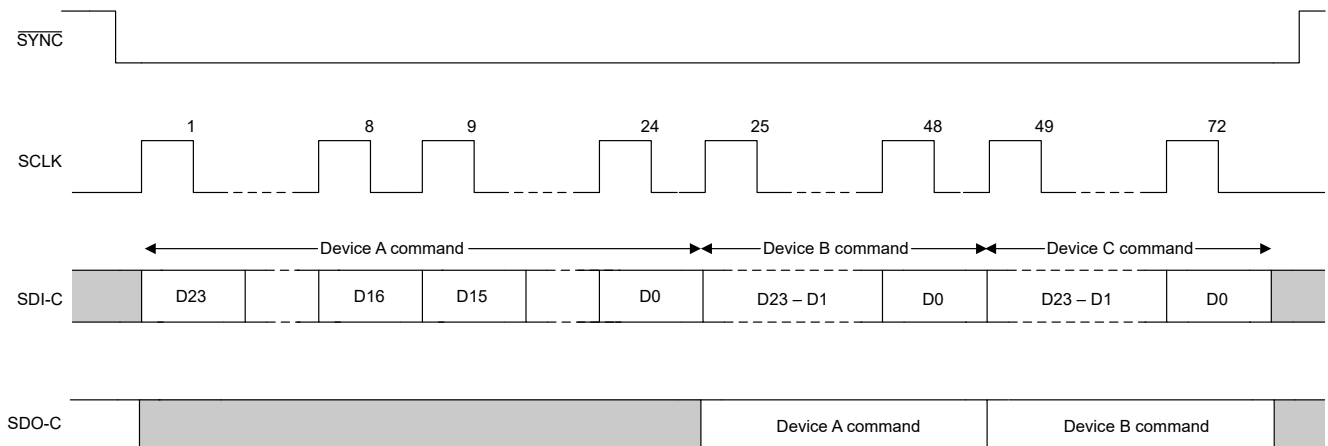 SYNC
1 8 9 24 25 48 49 72
SCLK
Device A command Device B command Device C command
SDI-C D23 D16 D15 D0 D23 – D1 D0 D23 – D1 D0
SDO-C Device A command Device B command